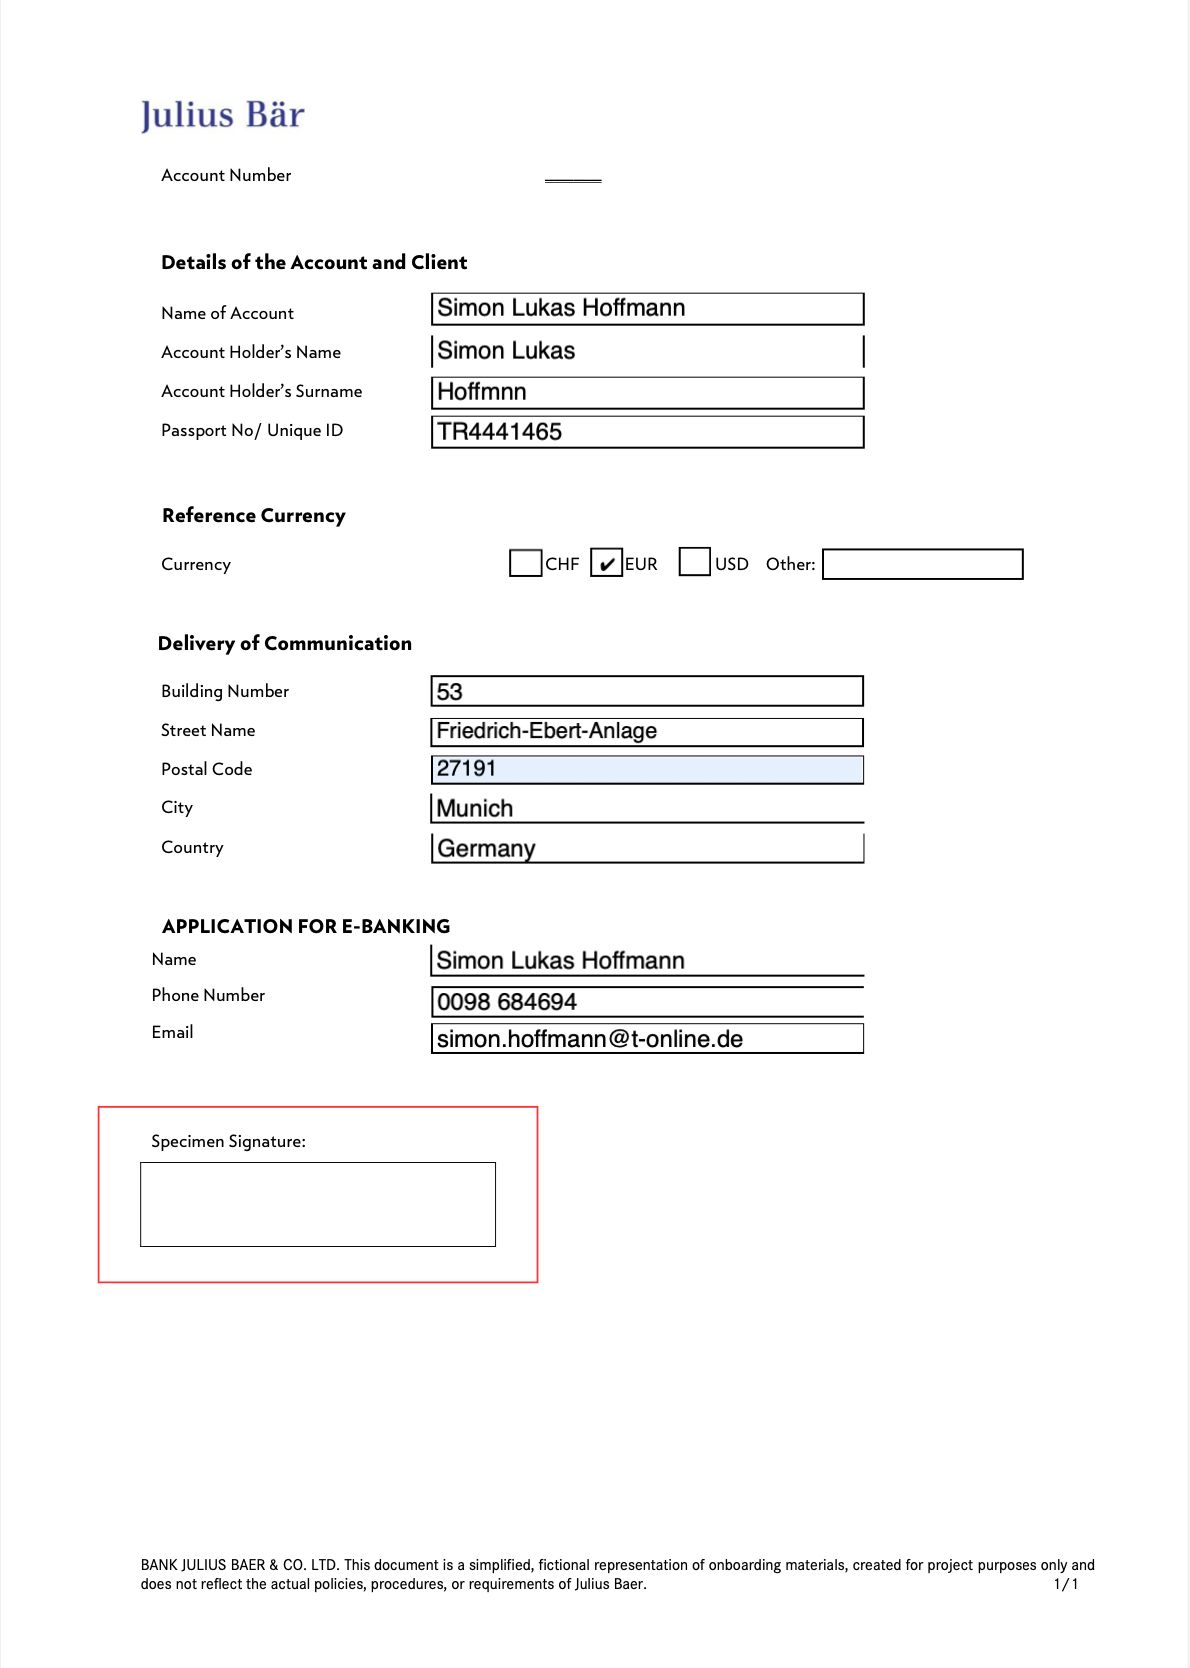 Julius Bär
Account Number ______
Details of the Account and Client
Name of Account Simon Lukas Hoffmann
Account Holder’s Name Simon Lukas
Account Holder’s Surname Hoffmnn
Passport No/ Unique ID TR4441465
Reference Currency
Currency CHF ✔ EUR USD Other:
Delivery of Communication
Building Number 53
Street Name Friedrich-Ebert-Anlage
Postal Code 27191
City Munich
Country Germany
APPLICATION FOR E-BANKING
Name Simon Lukas Hoffmann
Phone Number 0098 684694
Email simon.hoffmann@t-online.de
Specimen Signature:
BANK JULIUS BAER & CO. LTD. This document is a simplified, fictional representation of onboarding materials, created for project purposes only and
does not reflect the actual policies, procedures, or requirements of Julius Baer. 1/1